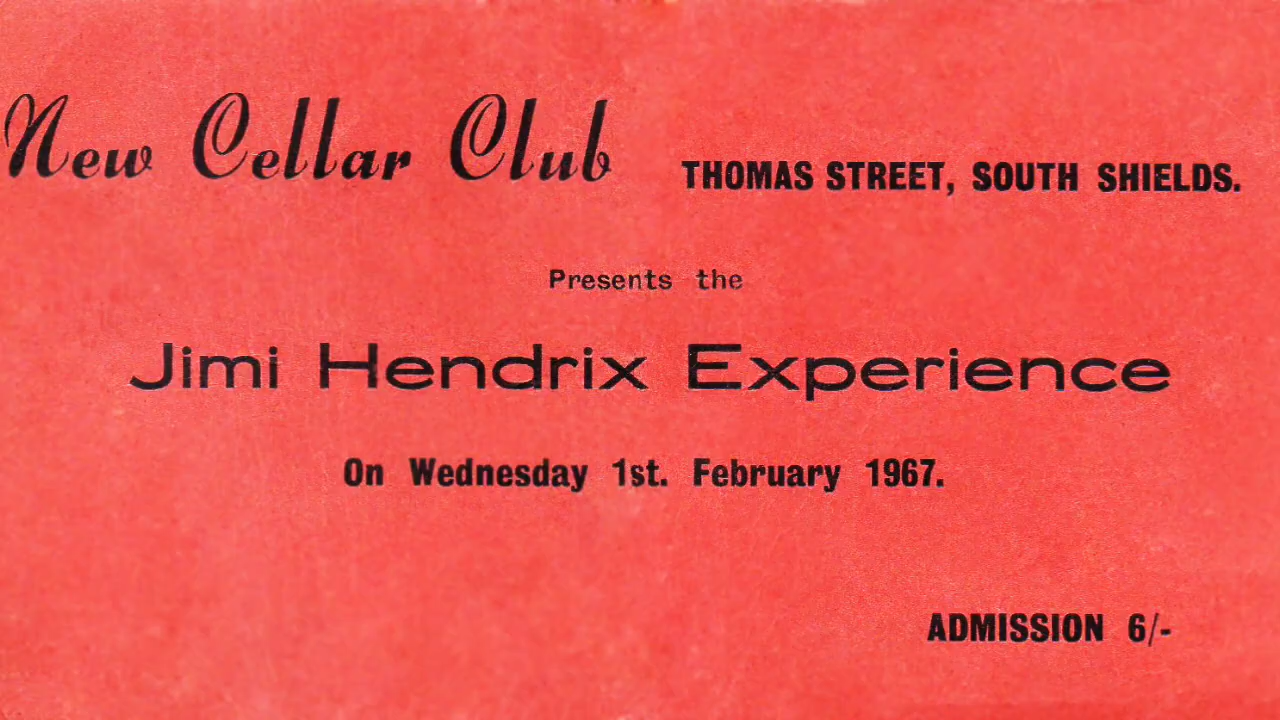 New Cellar Club THOMAS STREET, SOUTH SHIELDS.
Presents the
Jimi Hendrix Experience
On Wednesday 1st. February 1967.
ADMISSION 6/-